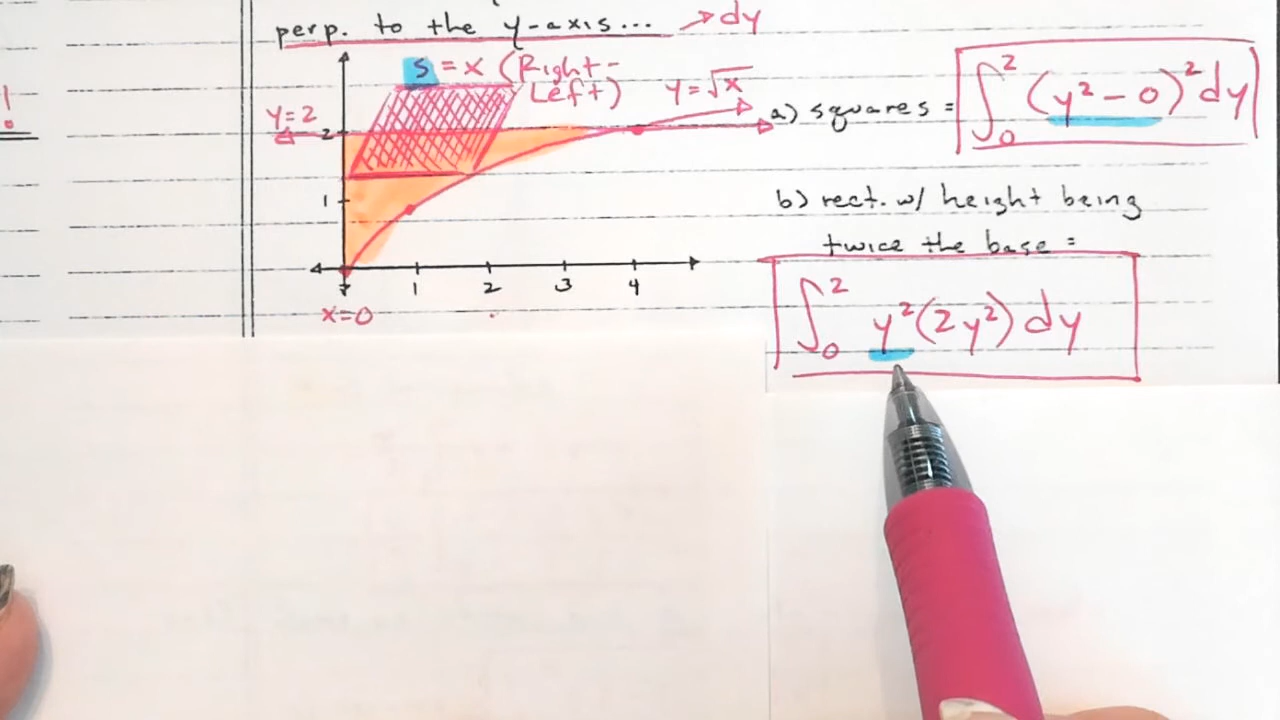 perp. to the y-axis... → dy
S = x (Right-
Left)
y=√x
y=2
2
1
1 2 3 4
x=0
a) squares = ∫₀² (y² - 0)² dy
b) rect. w/ height being
twice the base =
∫₀² y²(2y²) dy